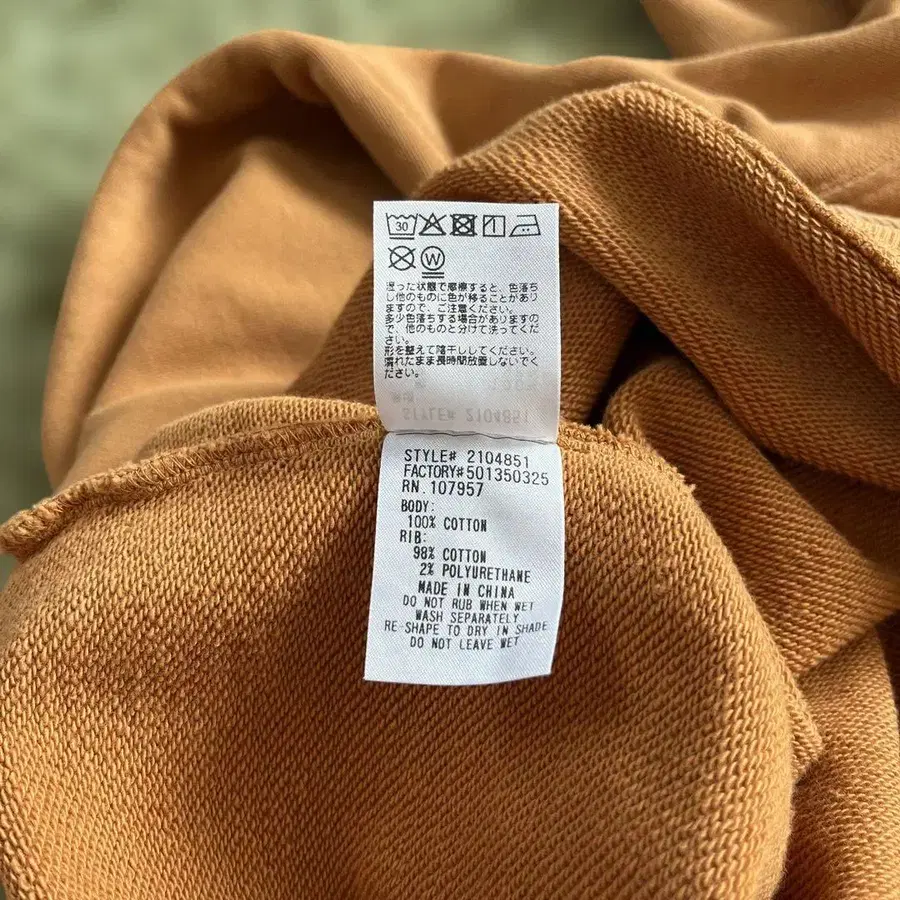 30
W
湿った状態で摩擦すると、色落ち
し他のものに色が移ることがあり
ますので、ご注意ください。
多少色落ちする場合がありますの
で、他のものと分けて洗ってくだ
さい。
形を整えて陰干ししてください。
濡れたまま長時間放置しないでく
ださい。
STYLE# 2104851
STYLE# 2104851
FACTORY#501350325
RN.107957
BODY:
100% COTTON
RIB:
98% COTTON
2% POLYURETHANE
MADE IN CHINA
DO NOT RUB WHEN WET
WASH SEPARATELY
RE-SHAPE TO DRY IN SHADE
DO NOT LEAVE WET